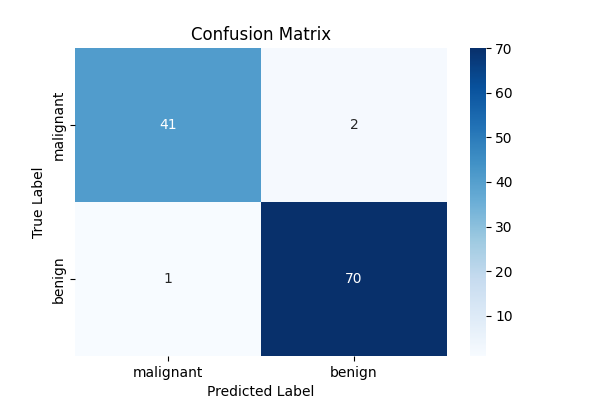 Confusion Matrix
True Label
malignant
41
2
benign
1
70
malignant
benign
Predicted Label
70
60
50
40
30
20
10